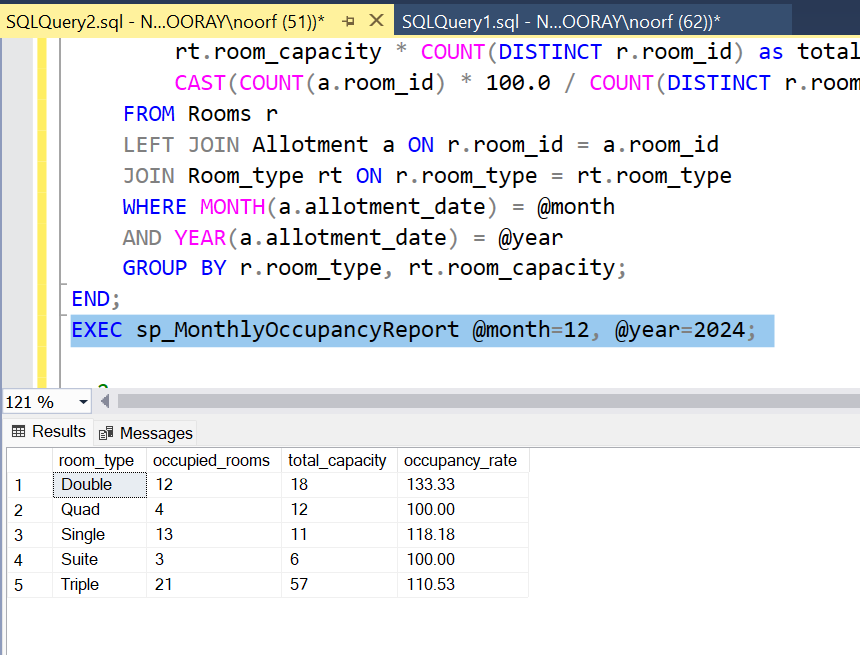 SQLQuery2.sql - N...OORAY\noorf (51))* SQLQuery1.sql - N...OORAY\noorf (62))*
rt.room_capacity * COUNT(DISTINCT r.room_id) as total
CAST(COUNT(a.room_id) * 100.0 / COUNT(DISTINCT r.room
FROM Rooms r
LEFT JOIN Allotment a ON r.room_id = a.room_id
JOIN Room_type rt ON r.room_type = rt.room_type
WHERE MONTH(a.allotment_date) = @month
AND YEAR(a.allotment_date) = @year
GROUP BY r.room_type, rt.room_capacity;
END;
EXEC sp_MonthlyOccupancyReport @month=12, @year=2024;
121 %
Results Messages
room_type occupied_rooms total_capacity occupancy_rate
1 Double 12 18 133.33
2 Quad 4 12 100.00
3 Single 13 11 118.18
4 Suite 3 6 100.00
5 Triple 21 57 110.53